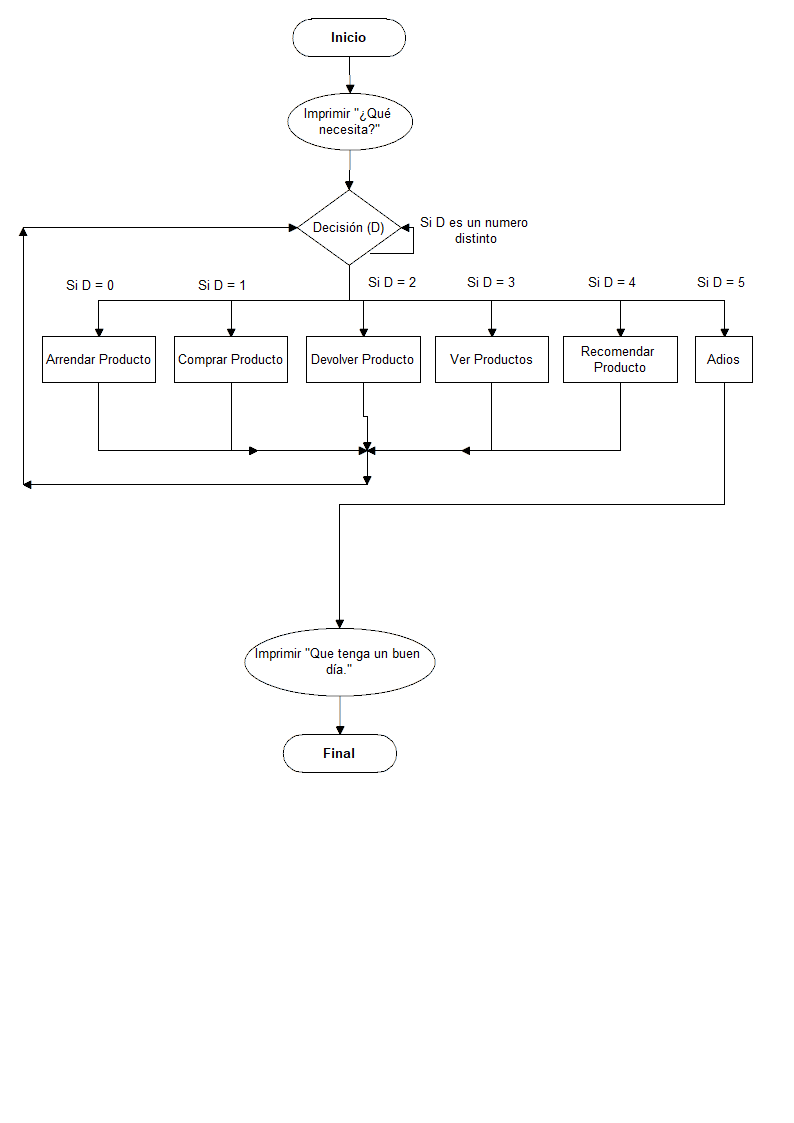 Inicio
Imprimir "¿Qué
necesita?"
Decisión (D)
Si D es un numero
distinto
Si D = 0
Si D = 1
Si D = 2
Si D = 3
Si D = 4
Si D = 5
Arrendar Producto
Comprar Producto
Devolver Producto
Ver Productos
Recomendar
Producto
Adios
Imprimir "Que tenga un buen
día."
Final